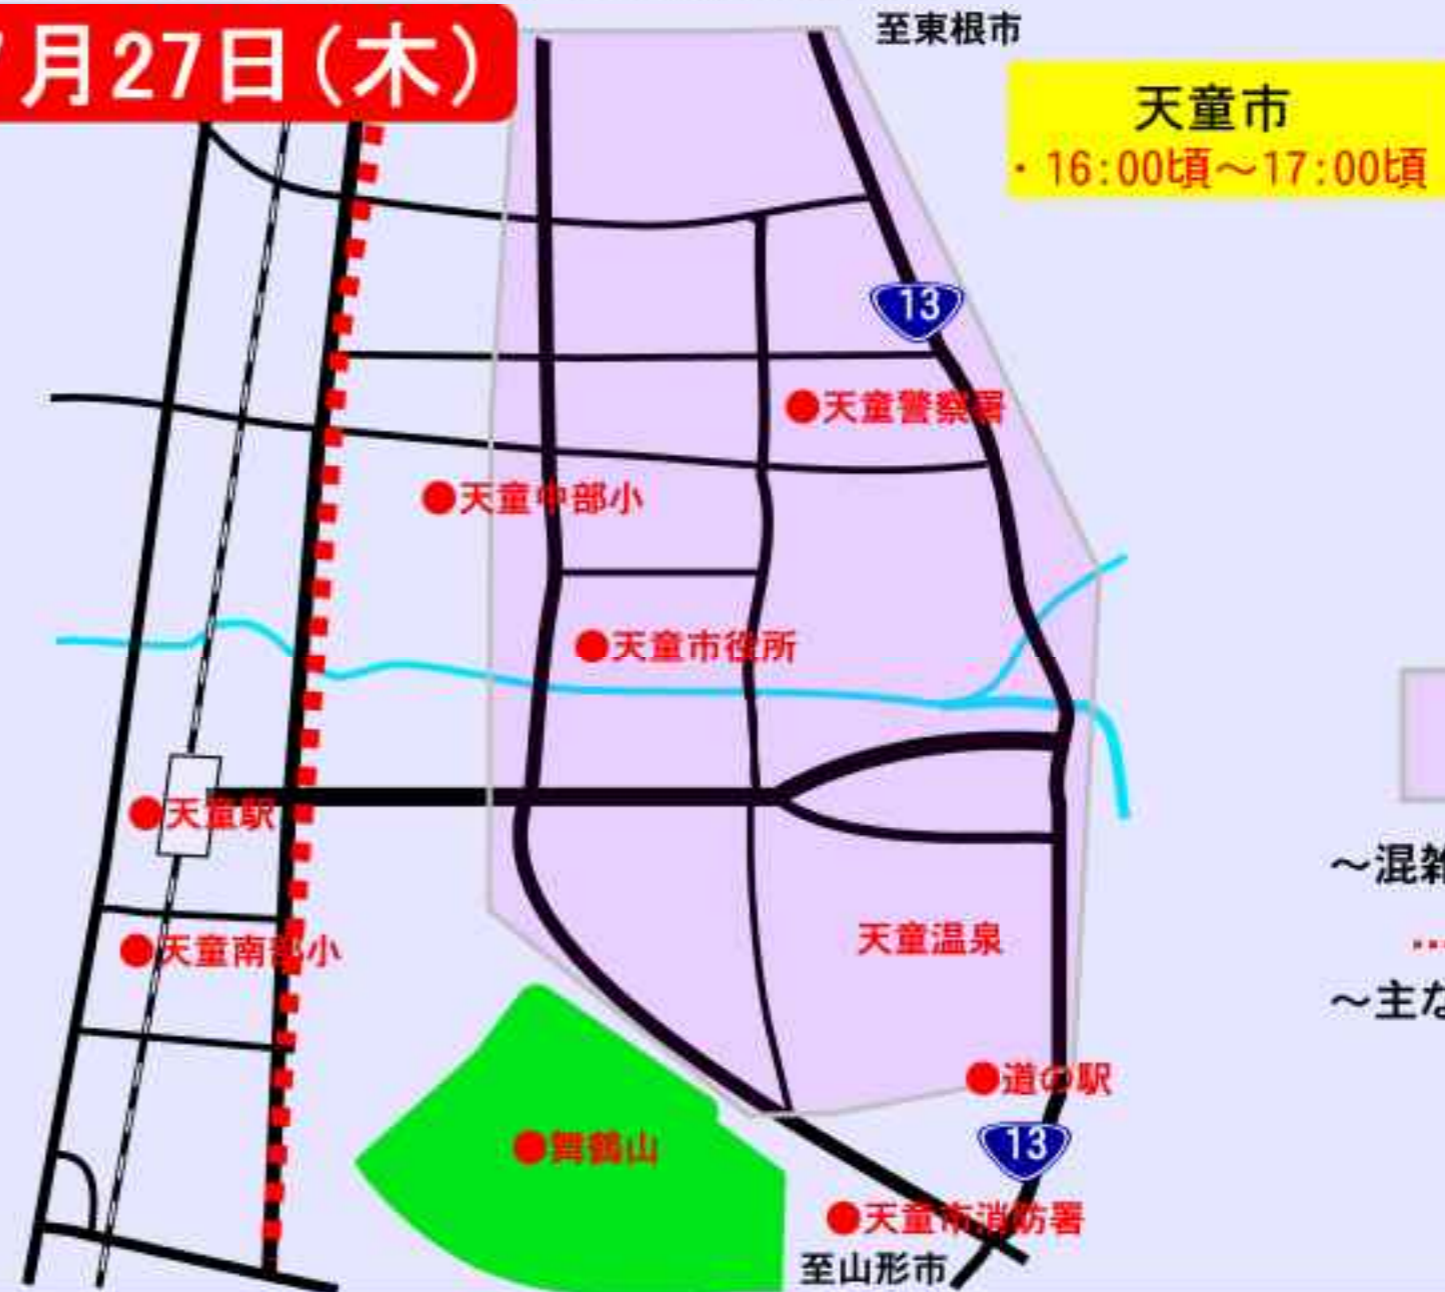 7月27日(木)
至東根市
天童市
・16:00頃～17:00頃
13
●天童警察署
●天童中部小
●天童市役所
●天童駅
～混雑
●天童南部小
天童温泉
～主な
●道の駅
13
●舞鶴山
●天童市消防署
至山形市